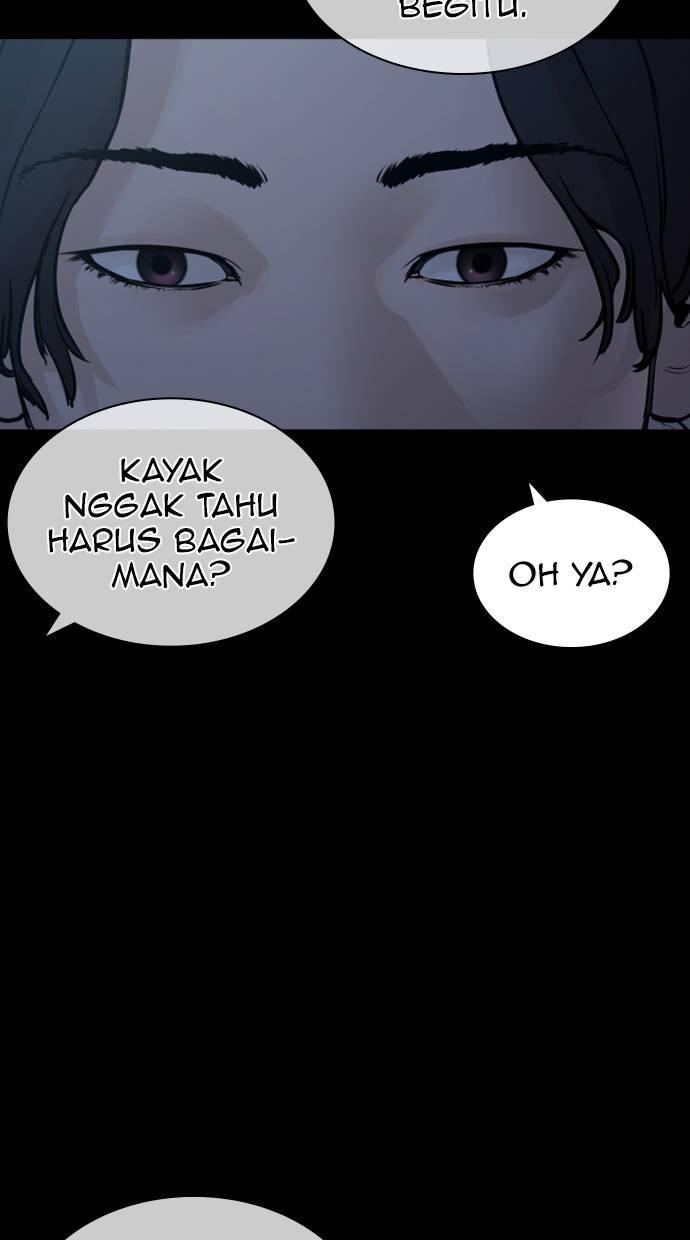 BEGITU.
KAYAK
NGGAK TAHU
HARUS BAGAI-
MANA?
OH YA?